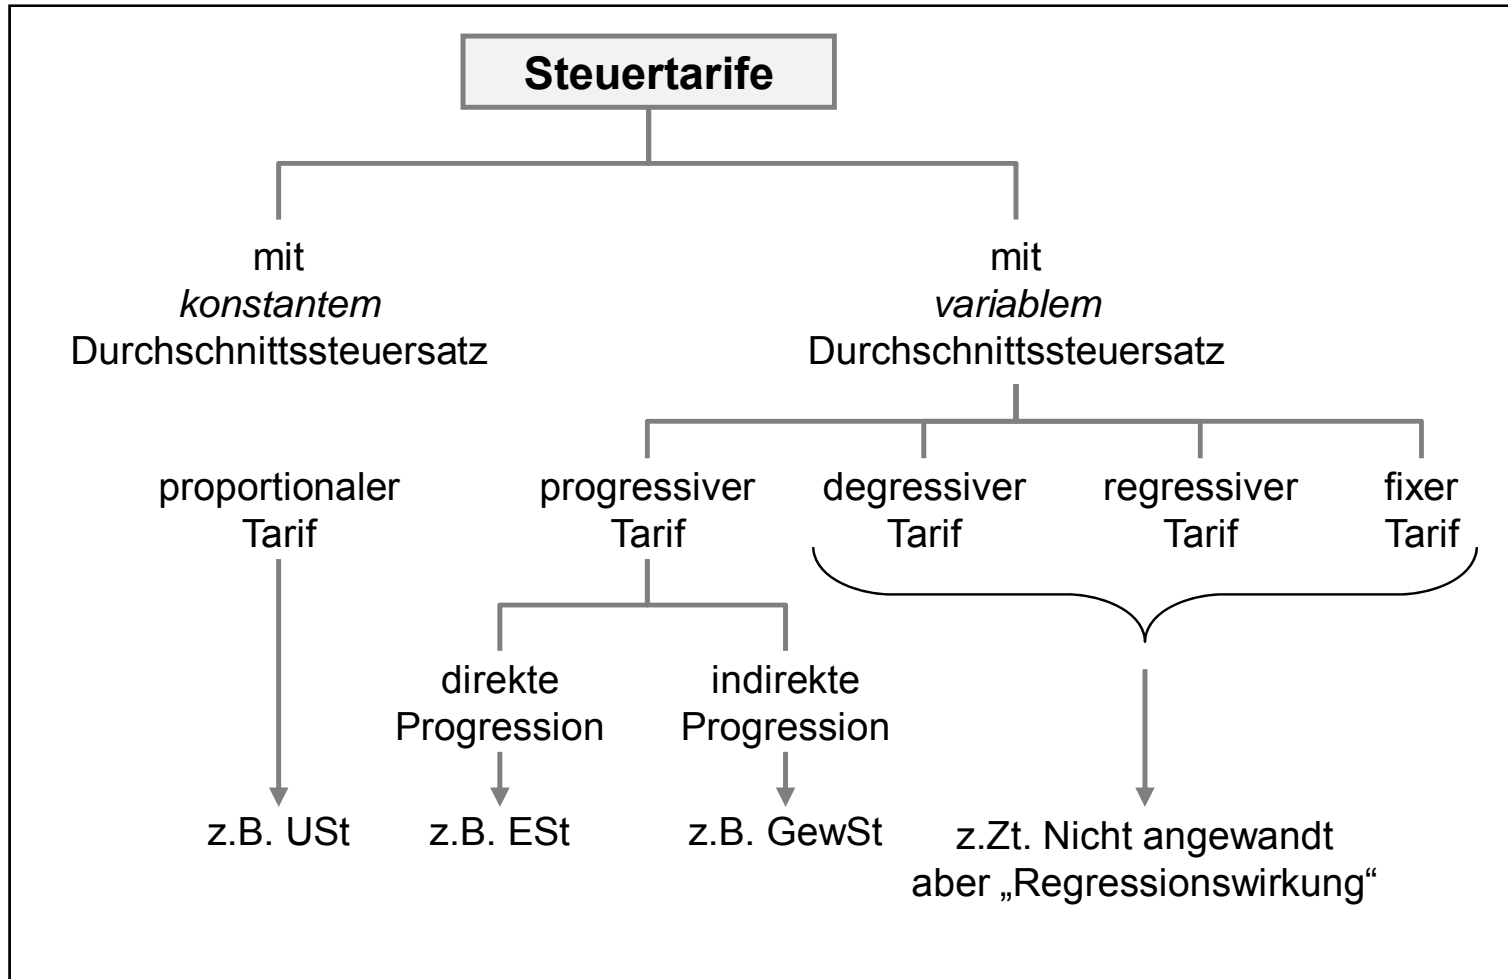 Steuertarife
mit
konstantem
Durchschnittssteuersatz
mit
variablem
Durchschnittssteuersatz
proportionaler
Tarif
progressiver
Tarif
degressiver
Tarif
regressiver
Tarif
fixer
Tarif
direkte
Progression
indirekte
Progression
z.B. USt
z.B. ESt
z.B. GewSt
z.Zt. Nicht angewandt
aber „Regressionswirkung“